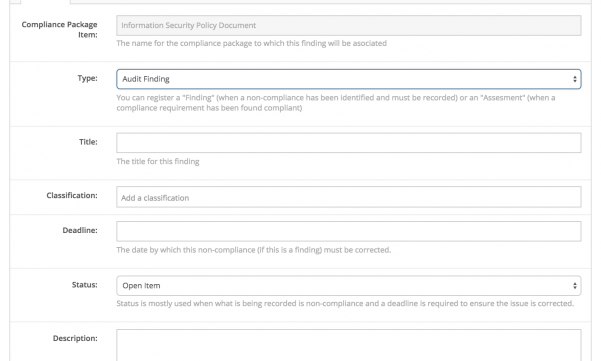 Compliance Package
Item:
Information Security Policy Document
The name for the compliance package to which this finding will be asociated
Type:
Audit Finding
You can register a "Finding" (when a non-compliance has been identified and must be recorded) or an "Assesment" (when a
compliance requirement has been found compliant)
Title:
The title for this finding
Classification:
Add a classification
Deadline:
The date by which this non-compliance (if this is a finding) must be corrected.
Status:
Open Item
Status is mostly used when what is being recorded is non-compliance and a deadline is required to ensure the issue is corrected.
Description: